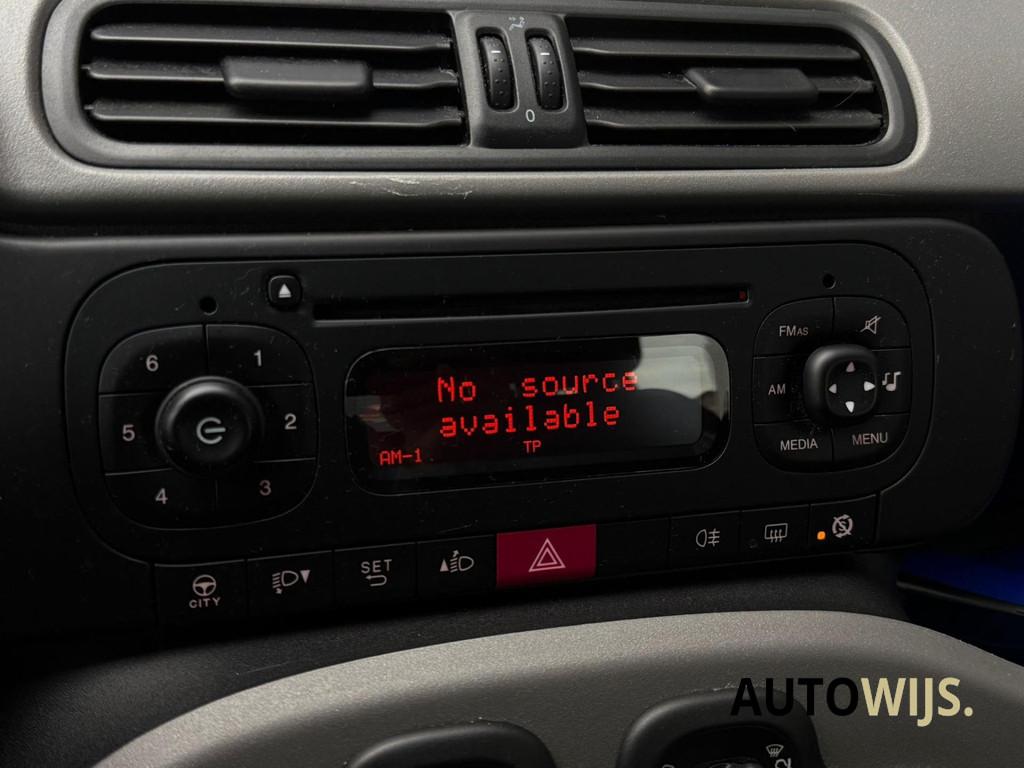 0
6 1
FMAS
5 2
No source
available
AM
4 3
AM-1
TP
MEDIA MENU
CITY
SET
AUTOWIJS.
2